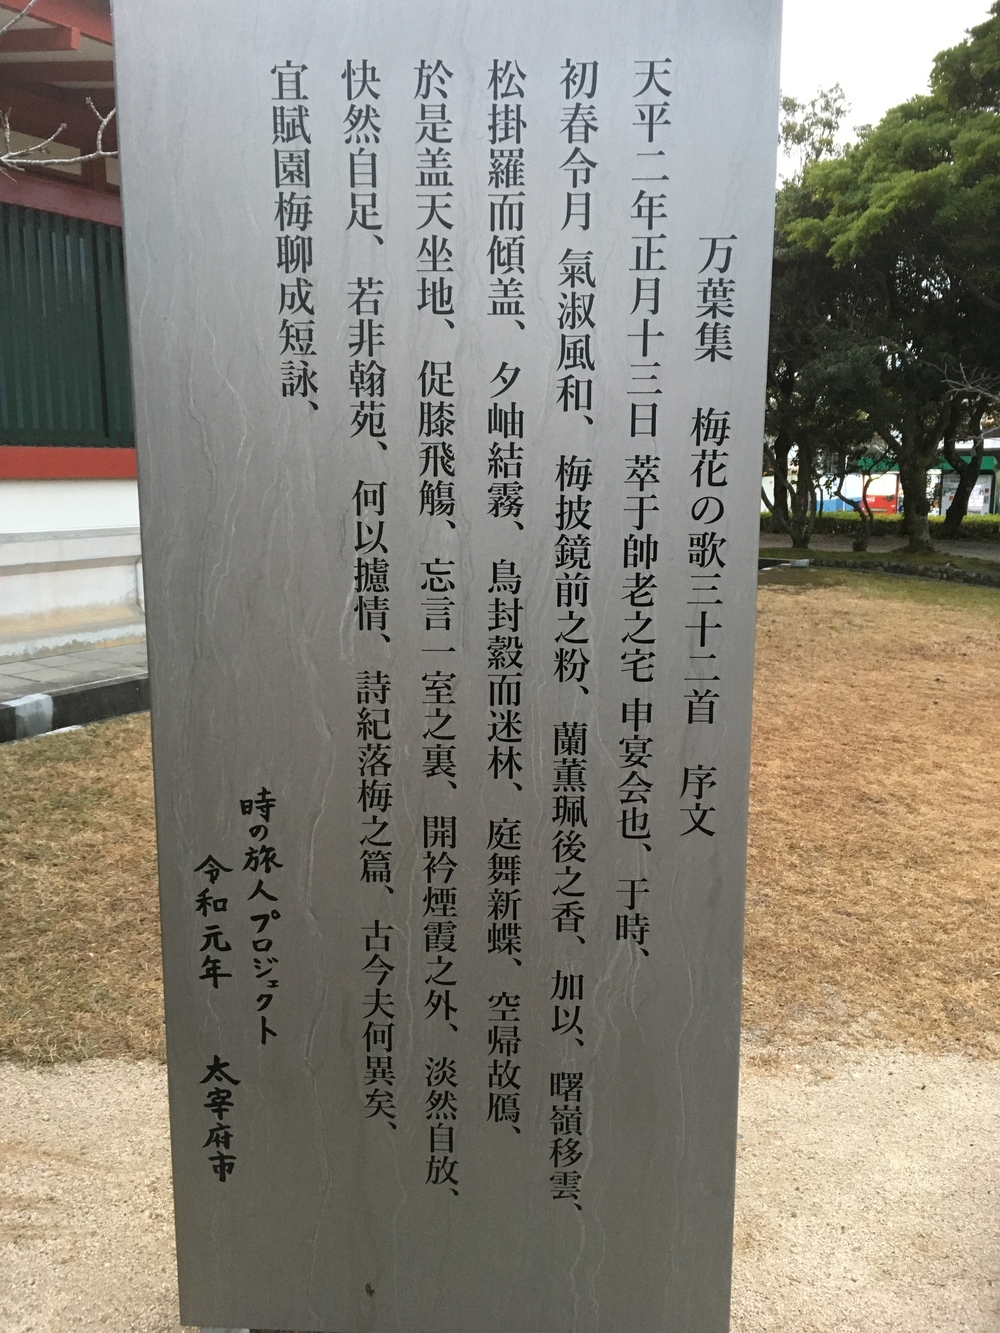 万葉集　梅花の歌三十二首　序文
天平二年正月十三日 萃于帥老之宅 申宴会也、于時、
初春令月 氣淑風和、梅披鏡前之粉、蘭薫珮後之香、加以、曙嶺移雲、
松掛羅而傾盖、夕岫結霧、鳥封縠而迷林、庭舞新蝶、空帰故鴈、
於是盖天坐地、促膝飛觴、忘言一室之裏、開衿煙霞之外、淡然自放、
快然自足、若非翰苑、何以攄情、詩紀落梅之篇、古今夫何異矣、
宜賦園梅聊成短詠、
時の旅人プロジェクト
令和元年　太宰府市